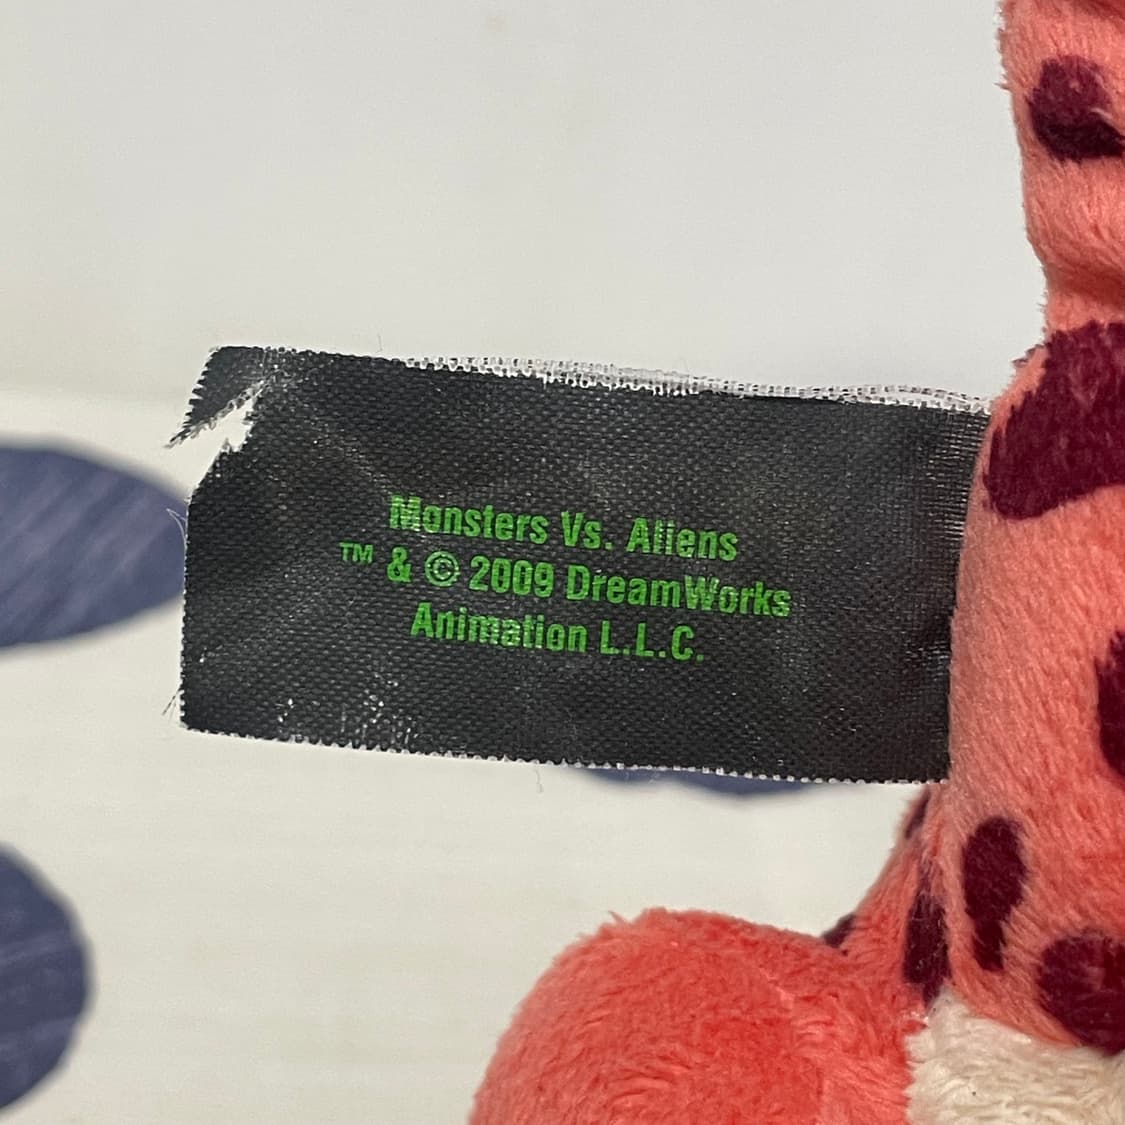 Monsters Vs. Aliens
™ & © 2009 DreamWorks
Animation L.L.C.